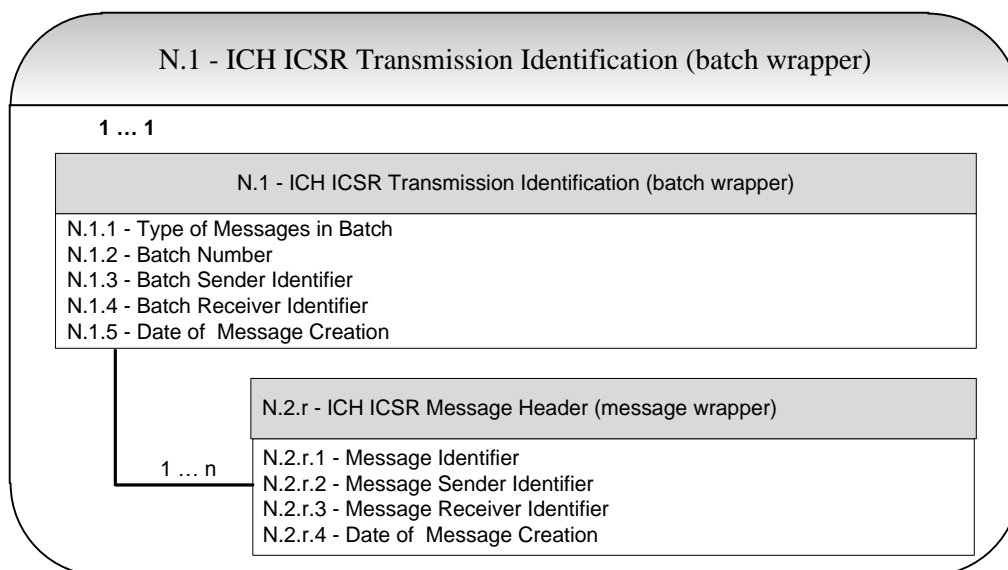 N.1 - ICH ICSR Transmission Identification (batch wrapper)
1 … 1
N.1 - ICH ICSR Transmission Identification (batch wrapper)
N.1.1 - Type of Messages in Batch
N.1.2 - Batch Number
N.1.3 - Batch Sender Identifier
N.1.4 - Batch Receiver Identifier
N.1.5 - Date of  Message Creation
N.2.r - ICH ICSR Message Header (message wrapper)
1 … n
N.2.r.1 - Message Identifier
N.2.r.2 - Message Sender Identifier
N.2.r.3 - Message Receiver Identifier
N.2.r.4 - Date of  Message Creation